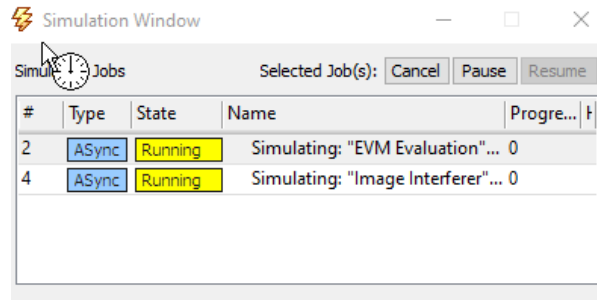 Simulation Window
Jobs Selected Job(s): Cancel Pause Resume
# Type State Name Progre...
2 ASync Running Simulating: "EVM Evaluation"... 0
4 ASync Running Simulating: "Image Interferer"... 0